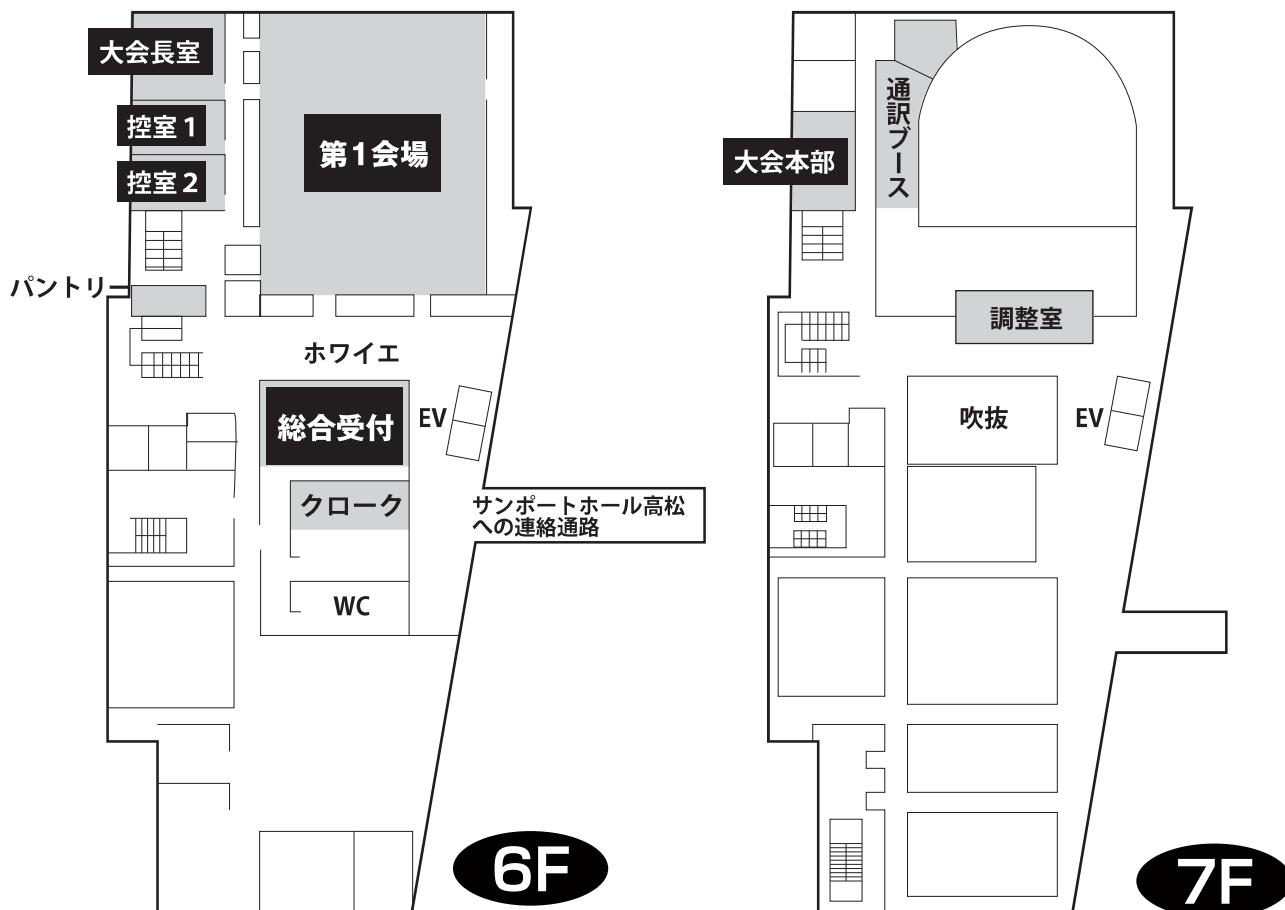 大会長室
控室1
控室2
第1会場
パントリー
ホワイエ
総合受付
EV
クローク
サンポートホール高松
への連絡通路
WC
6F
通訳ブース
大会本部
調整室
吹抜
EV
7F